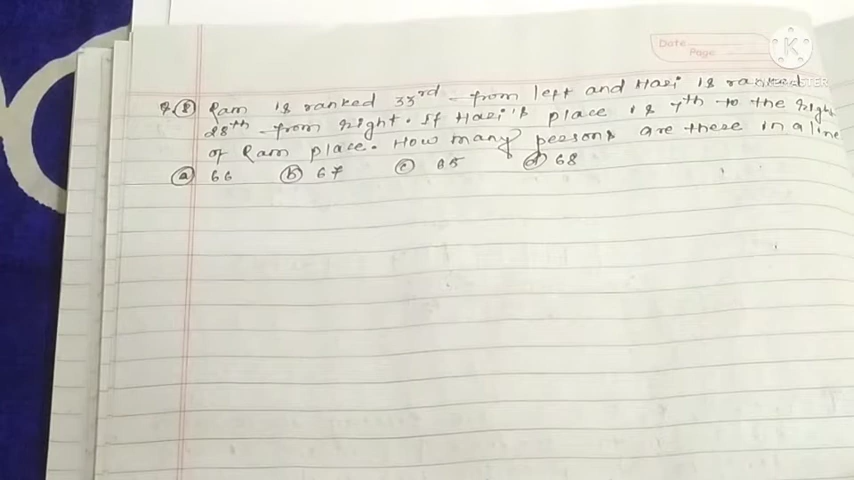 Date
Page
K
Q (2) Ram is ranked 33rd from left and Hari is ranked
28th from right. If Hari's place is 7th to the right
of Ram place. How many persons are there in a line
(a) 66 (b) 67 (c) 65 (d) 68